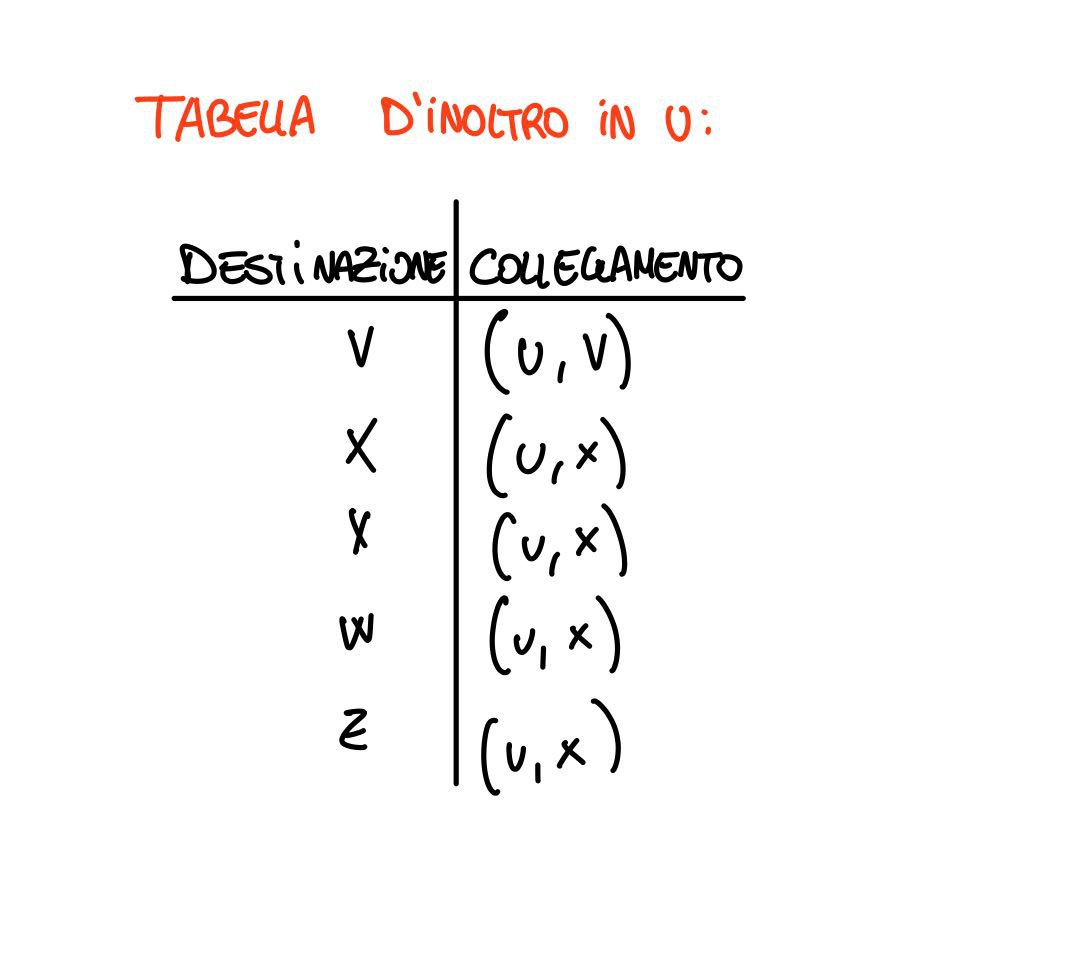 TABELLA D'INOLTRO IN U:
DESTINAZIONE COLLEGAMENTO
V (U, V)
X (U, X)
X (U, X)
W (U, X)
Z (U, X)